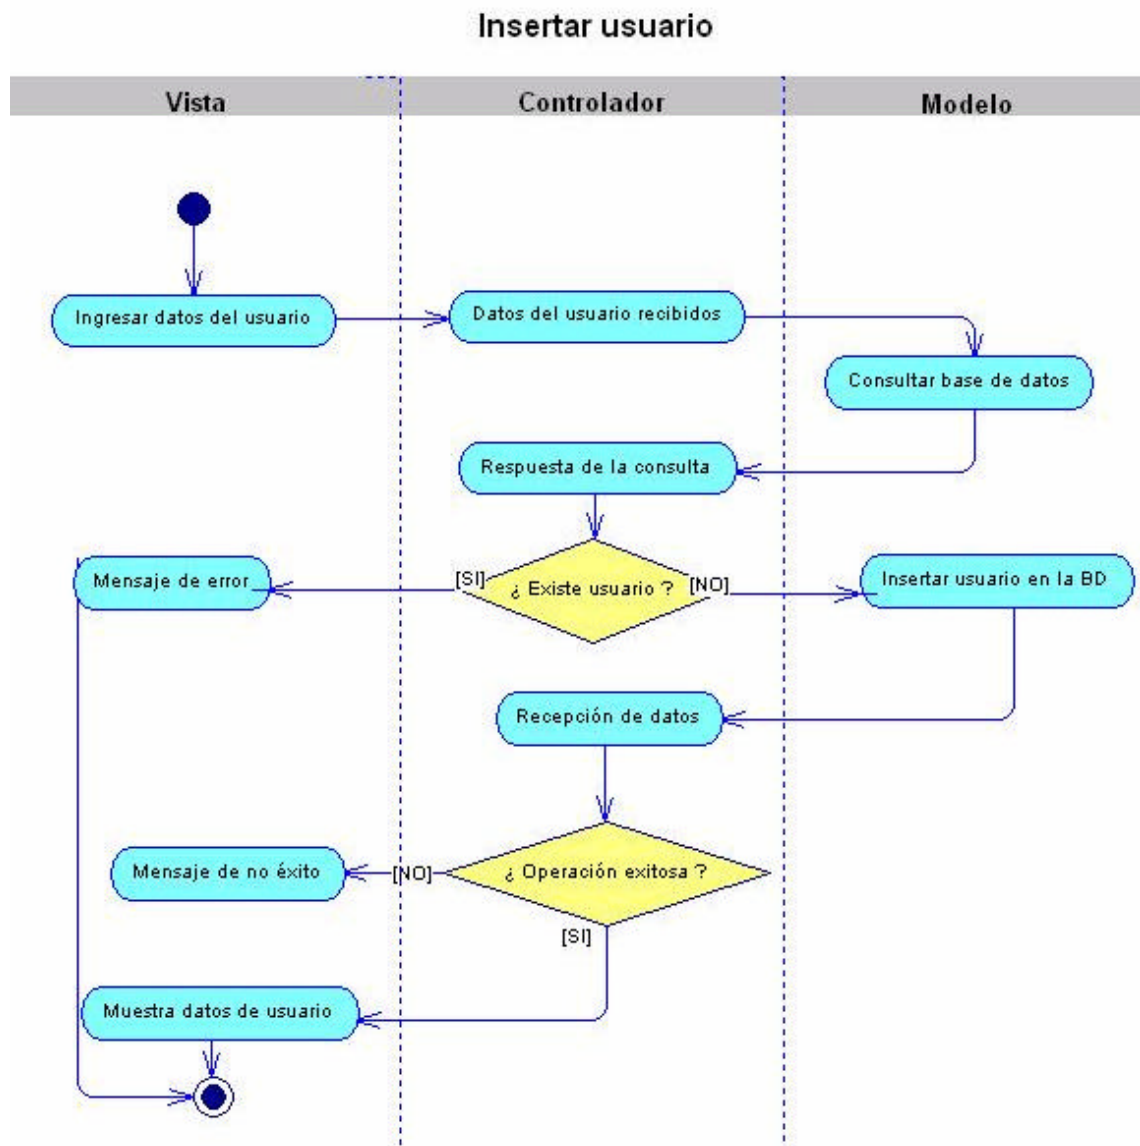 Insertar usuario
Vista
Controlador
Modelo
Ingresar datos del usuario
Datos del usuario recibidos
Consultar base de datos
Respuesta de la consulta
Mensaje de error
[SI]
¿ Existe usuario ?
[NO]
Insertar usuario en la BD
Recepción de datos
Mensaje de no éxito
[NO]
¿ Operación exitosa ?
[SI]
Muestra datos de usuario